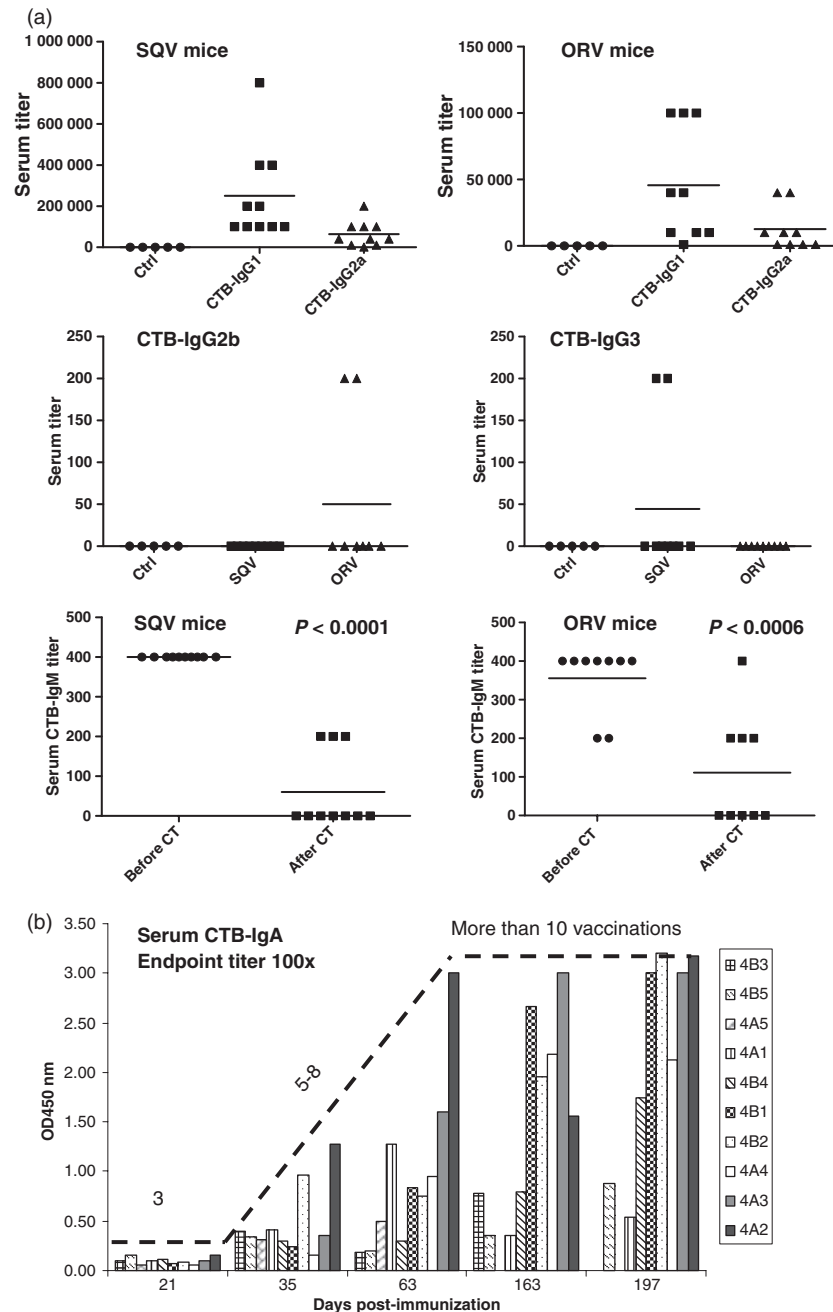 (a)
SQV mice
1 000 000
800 000
600 000
400 000
200 000
0
Serum titer
Ctrl
CTB-IgG1
CTB-IgG2a
ORV mice
150 000
100 000
50 000
0
Serum titer
Ctrl
CTB-IgG1
CTB-IgG2a
CTB-IgG2b
250
200
150
100
50
0
Serum titer
Ctrl
SQV
ORV
CTB-IgG3
250
200
150
100
50
0
Serum titer
Ctrl
SQV
ORV
SQV mice
P < 0.0001
500
400
300
200
100
0
Serum CTB-IgM titer
Before CT
After CT
ORV mice
P < 0.0006
500
400
300
200
100
0
Serum CTB-IgM titer
Before CT
After CT
(b)
Serum CTB-IgA
Endpoint titer 100x
More than 10 vaccinations
5-8
3
3.50
3.00
2.50
2.00
1.50
1.00
0.50
0.00
OD450 nm
21 35 63 163 197
Days post-immunization
4B3
4B5
4A5
4A1
4B4
4B1
4B2
4A4
4A3
4A2